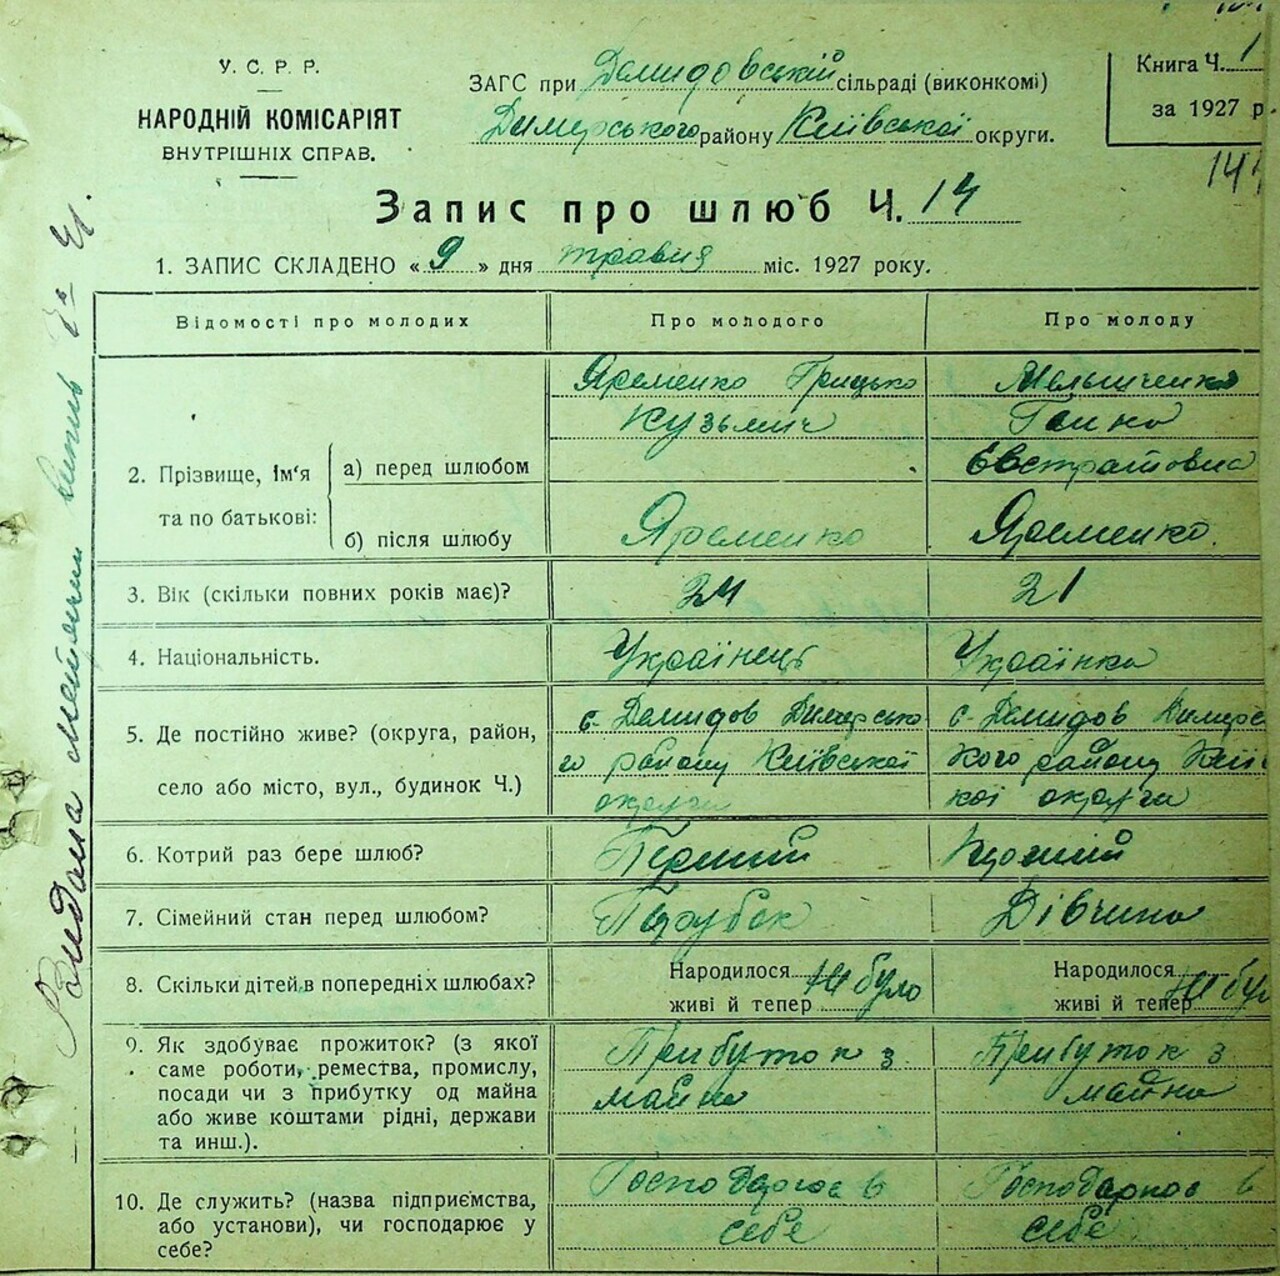 У. С. Р. Р.
НАРОДНІЙ КОМІСАРІЯТ
ВНУТРІШНІХ СПРАВ.
ЗАГС при Демидовській сільраді (виконкомі)
Димерського району Київської округи.
Книга Ч. 1
за 1927 р.
Запис про шлюб Ч. 14
1. ЗАПИС СКЛАДЕНО « 9 » дня травня міс. 1927 року.
Відомості про молодих
Про молодого
Про молоду
2. Прізвище, ім'я
та по батькові:
а) перед шлюбом
Яременко Грицько
Кузьмич
Мельниченко
Ганна
Євстратовна
б) після шлюбу
Яременко
Яременко.
3. Вік (скільки повних років має)?
24
21
4. Національність.
Українець
Українка
5. Де постійно живе? (округа, район,
село або місто, вул., будинок Ч.)
с. Демидов Димерсько
го району Київської
округи
с. Демидов Димерс
кого району Київ
кої округи
6. Котрий раз бере шлюб?
Перший
7. Сімейний стан перед шлюбом?
Парубок
Дівчина
8. Скільки дітей в попередніх шлюбах?
Народилося
живі й тепер
Не було
Народилося
живі й тепер
Не бул
9. Як здобуває прожиток? (з якої
саме роботи, ремества, промислу,
посади чи з прибутку од майна
або живе коштами рідні, держави
та инш.).
Прибуток з
майна
Прибуток з
майна
10. Де служить? (назва підприємства,
або установи), чи господарює у
себе?
Господарює в
себе
Господарює в
себе
Видана